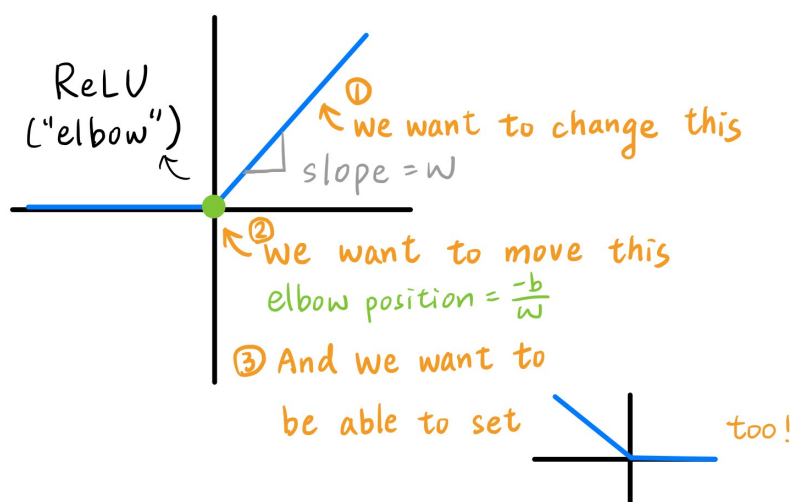 ReLU
("elbow")
① we want to change this
slope = w
② we want to move this
elbow position = -b/w
③ And we want to
be able to set too!